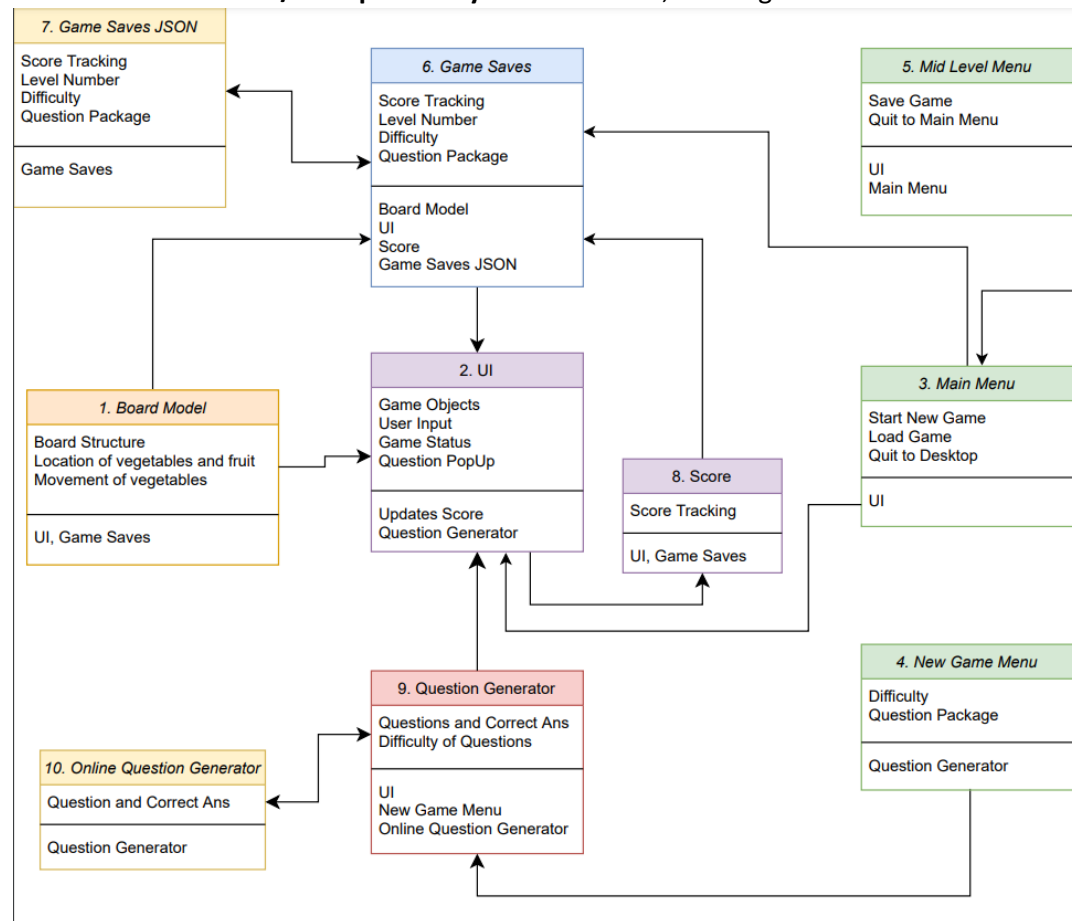 7. Game Saves JSON
Score Tracking
Level Number
Difficulty
Question Package
Game Saves
6. Game Saves
Score Tracking
Level Number
Difficulty
Question Package
Board Model
UI
Score
Game Saves JSON
5. Mid Level Menu
Save Game
Quit to Main Menu
UI
Main Menu
1. Board Model
Board Structure
Location of vegetables and fruit
Movement of vegetables
UI, Game Saves
2. UI
Game Objects
User Input
Game Status
Question PopUp
Updates Score
Question Generator
8. Score
Score Tracking
UI, Game Saves
3. Main Menu
Start New Game
Load Game
Quit to Desktop
UI
9. Question Generator
Questions and Correct Ans
Difficulty of Questions
UI
New Game Menu
Online Question Generator
4. New Game Menu
Difficulty
Question Package
Question Generator
10. Online Question Generator
Question and Correct Ans
Question Generator